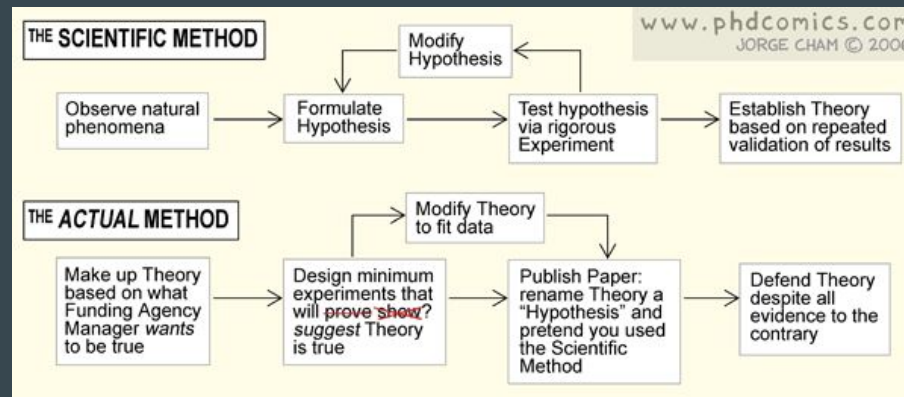 www.phdcomics.com
JORGE CHAM © 2006
THE SCIENTIFIC METHOD
Modify
Hypothesis
Observe natural
phenomena
Formulate
Hypothesis
Test hypothesis
via rigorous
Experiment
Establish Theory
based on repeated
validation of results
THE ACTUAL METHOD
Modify Theory
to fit data
Make up Theory
based on what
Funding Agency
Manager wants
to be true
Design minimum
experiments that
will prove show?
suggest Theory
is true
Publish Paper:
rename Theory a
“Hypothesis” and
pretend you used
the Scientific
Method
Defend Theory
despite all
evidence to the
contrary